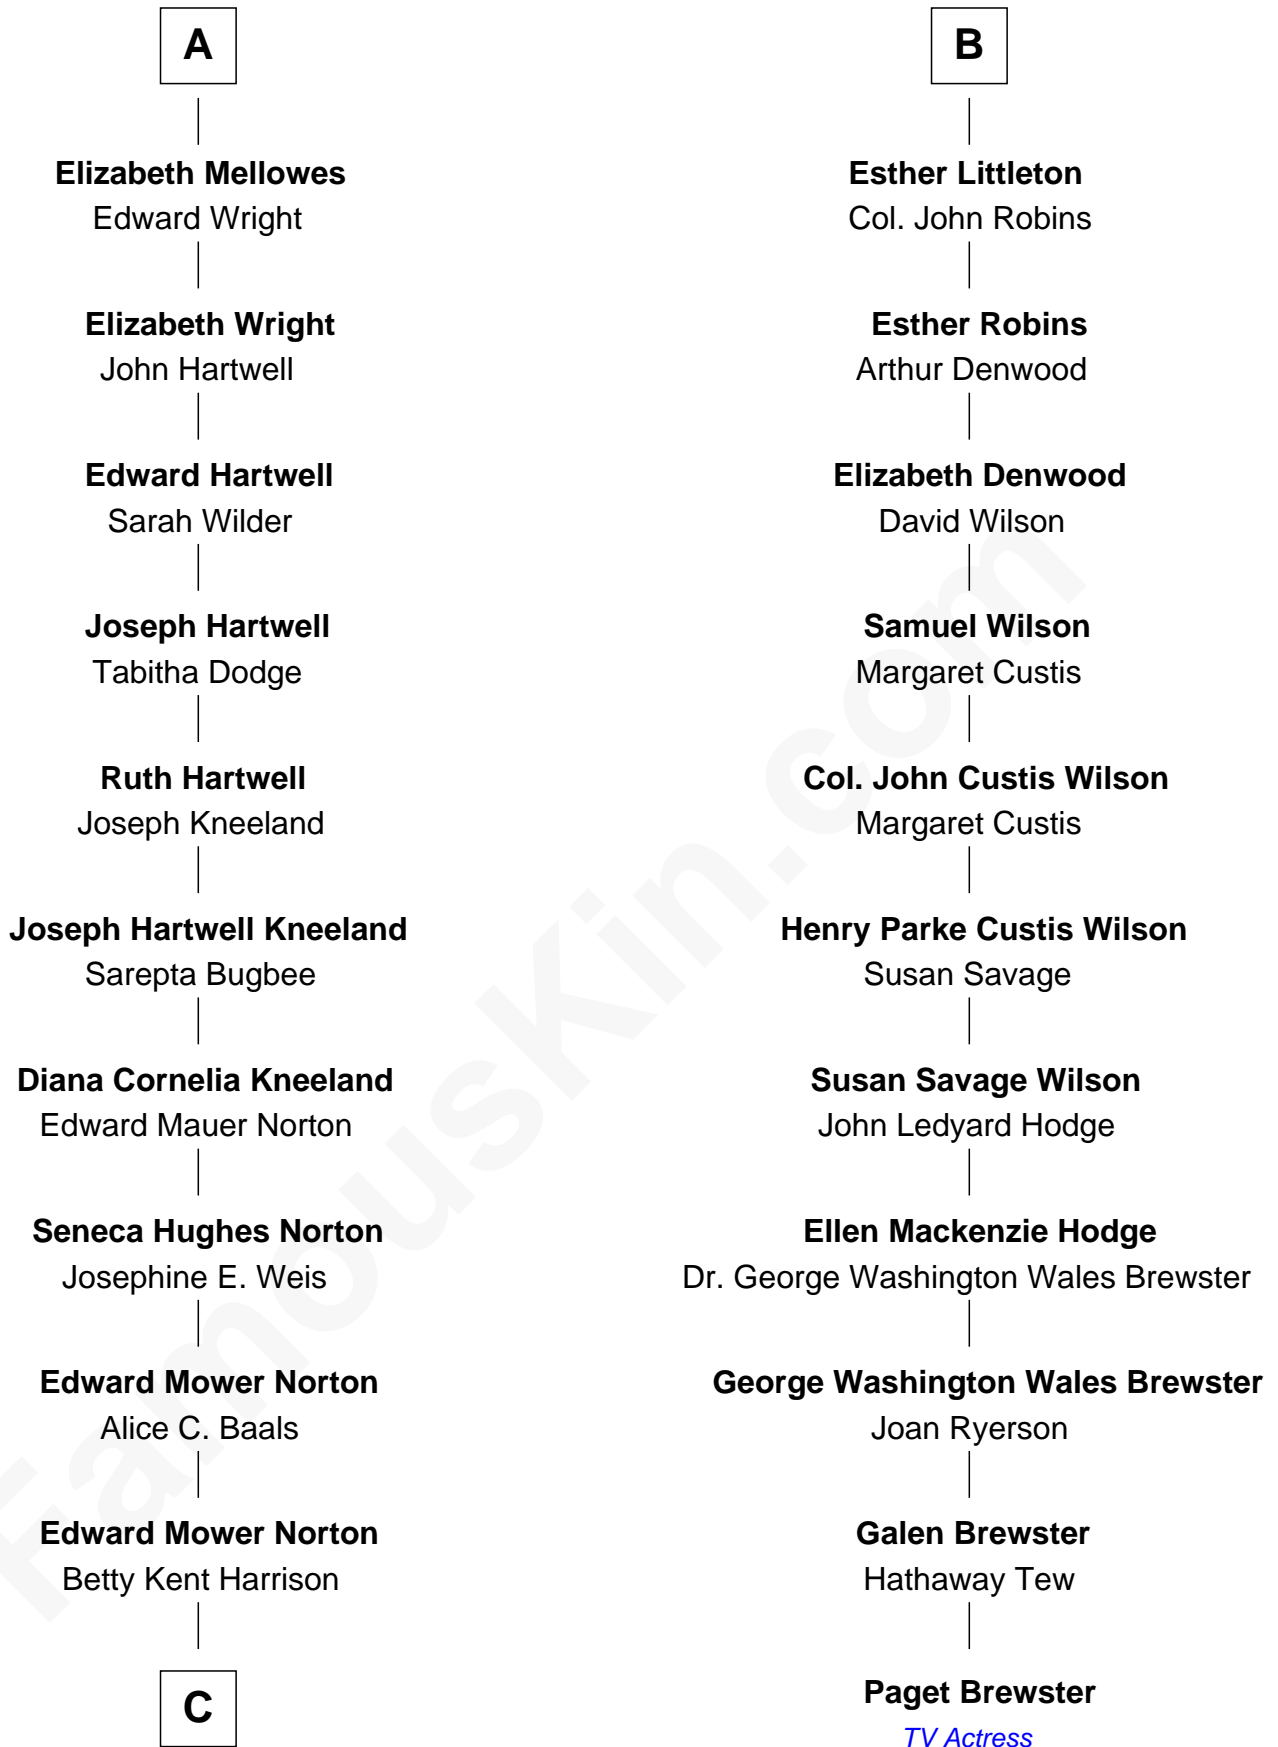 A
Elizabeth Mellowes
Edward Wright
Elizabeth Wright
John Hartwell
Edward Hartwell
Sarah Wilder
Joseph Hartwell
Tabitha Dodge
Ruth Hartwell
Joseph Kneeland
Joseph Hartwell Kneeland
Sarepta Bugbee
Diana Cornelia Kneeland
Edward Mauer Norton
Seneca Hughes Norton
Josephine E. Weis
Edward Mower Norton
Alice C. Baals
Edward Mower Norton
Betty Kent Harrison
C
B
Esther Littleton
Col. John Robins
Esther Robins
Arthur Denwood
Elizabeth Denwood
David Wilson
Samuel Wilson
Margaret Custis
Col. John Custis Wilson
Margaret Custis
Henry Parke Custis Wilson
Susan Savage
Susan Savage Wilson
John Ledyard Hodge
Ellen Mackenzie Hodge
Dr. George Washington Wales Brewster
George Washington Wales Brewster
Joan Ryerson
Galen Brewster
Hathaway Tew
Paget Brewster
TV Actress
FamousKin.com